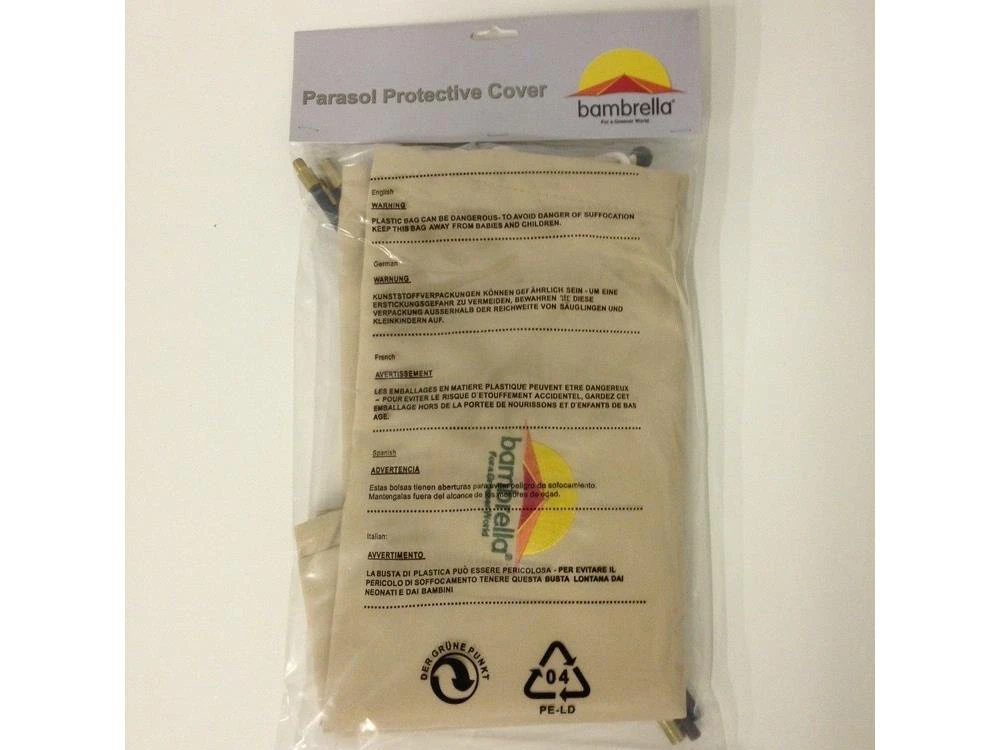 Parasol Protective Cover
bambrella®
For a Greener World
English
WARNING
PLASTIC BAG CAN BE DANGEROUS- TO AVOID DANGER OF SUFFOCATION
KEEP THIS BAG AWAY FROM BABIES AND CHILDREN.
German
WARNUNG
KUNSTSTOFFVERPACKUNGEN KÖNNEN GEFÄHRLICH SEIN - UM EINE
ERSTICKUNGSGEFAHR ZU VERMEIDEN, BEWAHREN DIESE
VERPACKUNG AUSSERHALB DER REICHWEITE VON SÄUGLINGEN UND
KLEINKINDERN AUF.
French
AVERTISSEMENT
LES EMBALLAGES EN MATIERE PLASTIQUE PEUVENT ETRE DANGEREUX
– POUR EVITER LE RISQUE D'ETOUFFEMENT ACCIDENTEL, GARDEZ CET
EMBALLAGE HORS DE LA PORTEE DE NOURISSONS ET D'ENFANTS DE BAS
AGE.
Spanish
ADVERTENCIA
Estas bolsas tienen aberturas para evitar peligro de sofocamiento.
Mantengalas fuera del alcance de los menores de edad.
bambrella®
For a Greener World
Italian:
AVVERTIMENTO
LA BUSTA DI PLASTICA PUÒ ESSERE PERICOLOSA - PER EVITARE IL
PERICOLO DI SOFFOCAMENTO TENERE QUESTA BUSTA LONTANA DAI
NEONATI E DAI BAMBINI
DER GRÜNE PUNKT
04
PE-LD